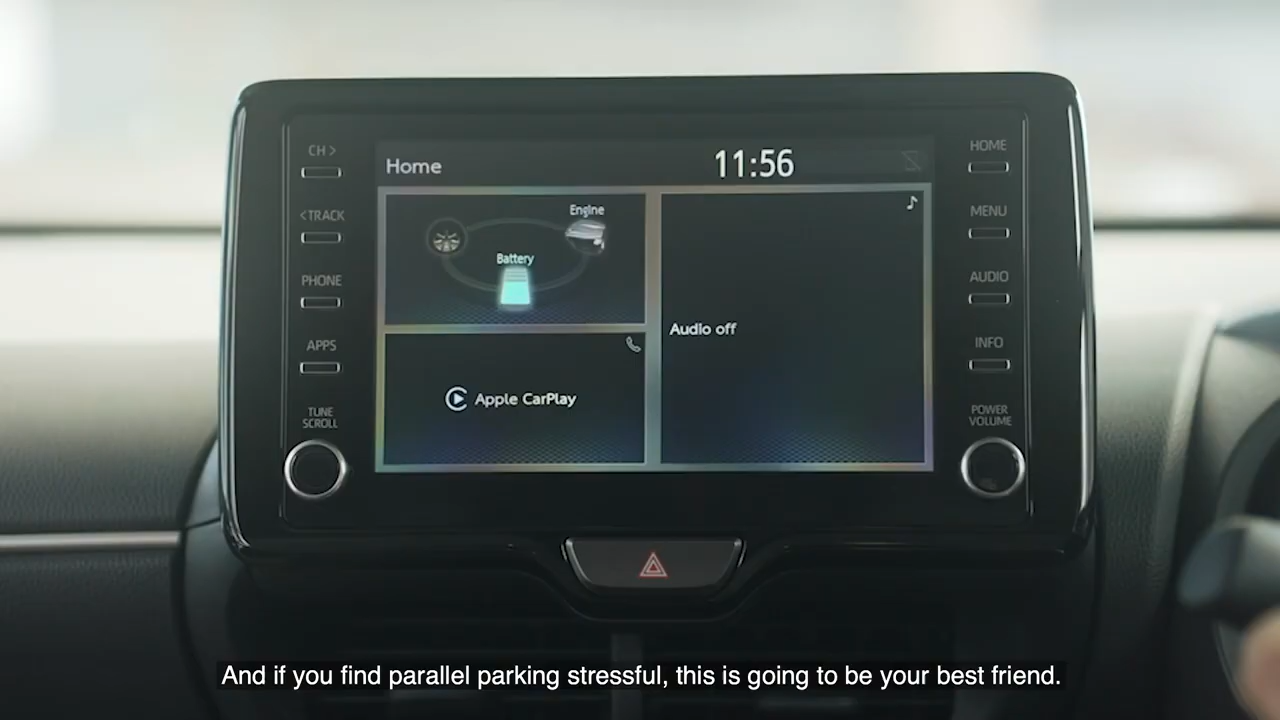 CH >
<TRACK
PHONE
APPS
TUNE
SCROLL
Home
11:56
Engine
Battery
Apple CarPlay
Audio off
HOME
MENU
AUDIO
INFO
POWER
VOLUME
And if you find parallel parking stressful, this is going to be your best friend.